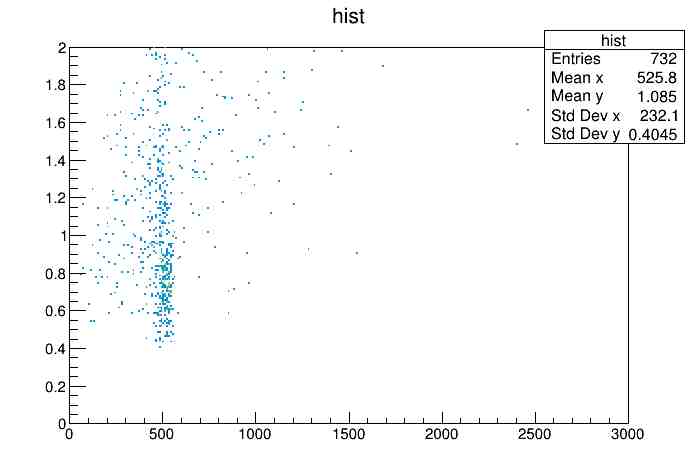 hist
hist
Entries 732
Mean x 525.8
Mean y 1.085
Std Dev x 232.1
Std Dev y 0.4045
2
1.8
1.6
1.4
1.2
1
0.8
0.6
0.4
0.2
0
0 500 1000 1500 2000 2500 3000